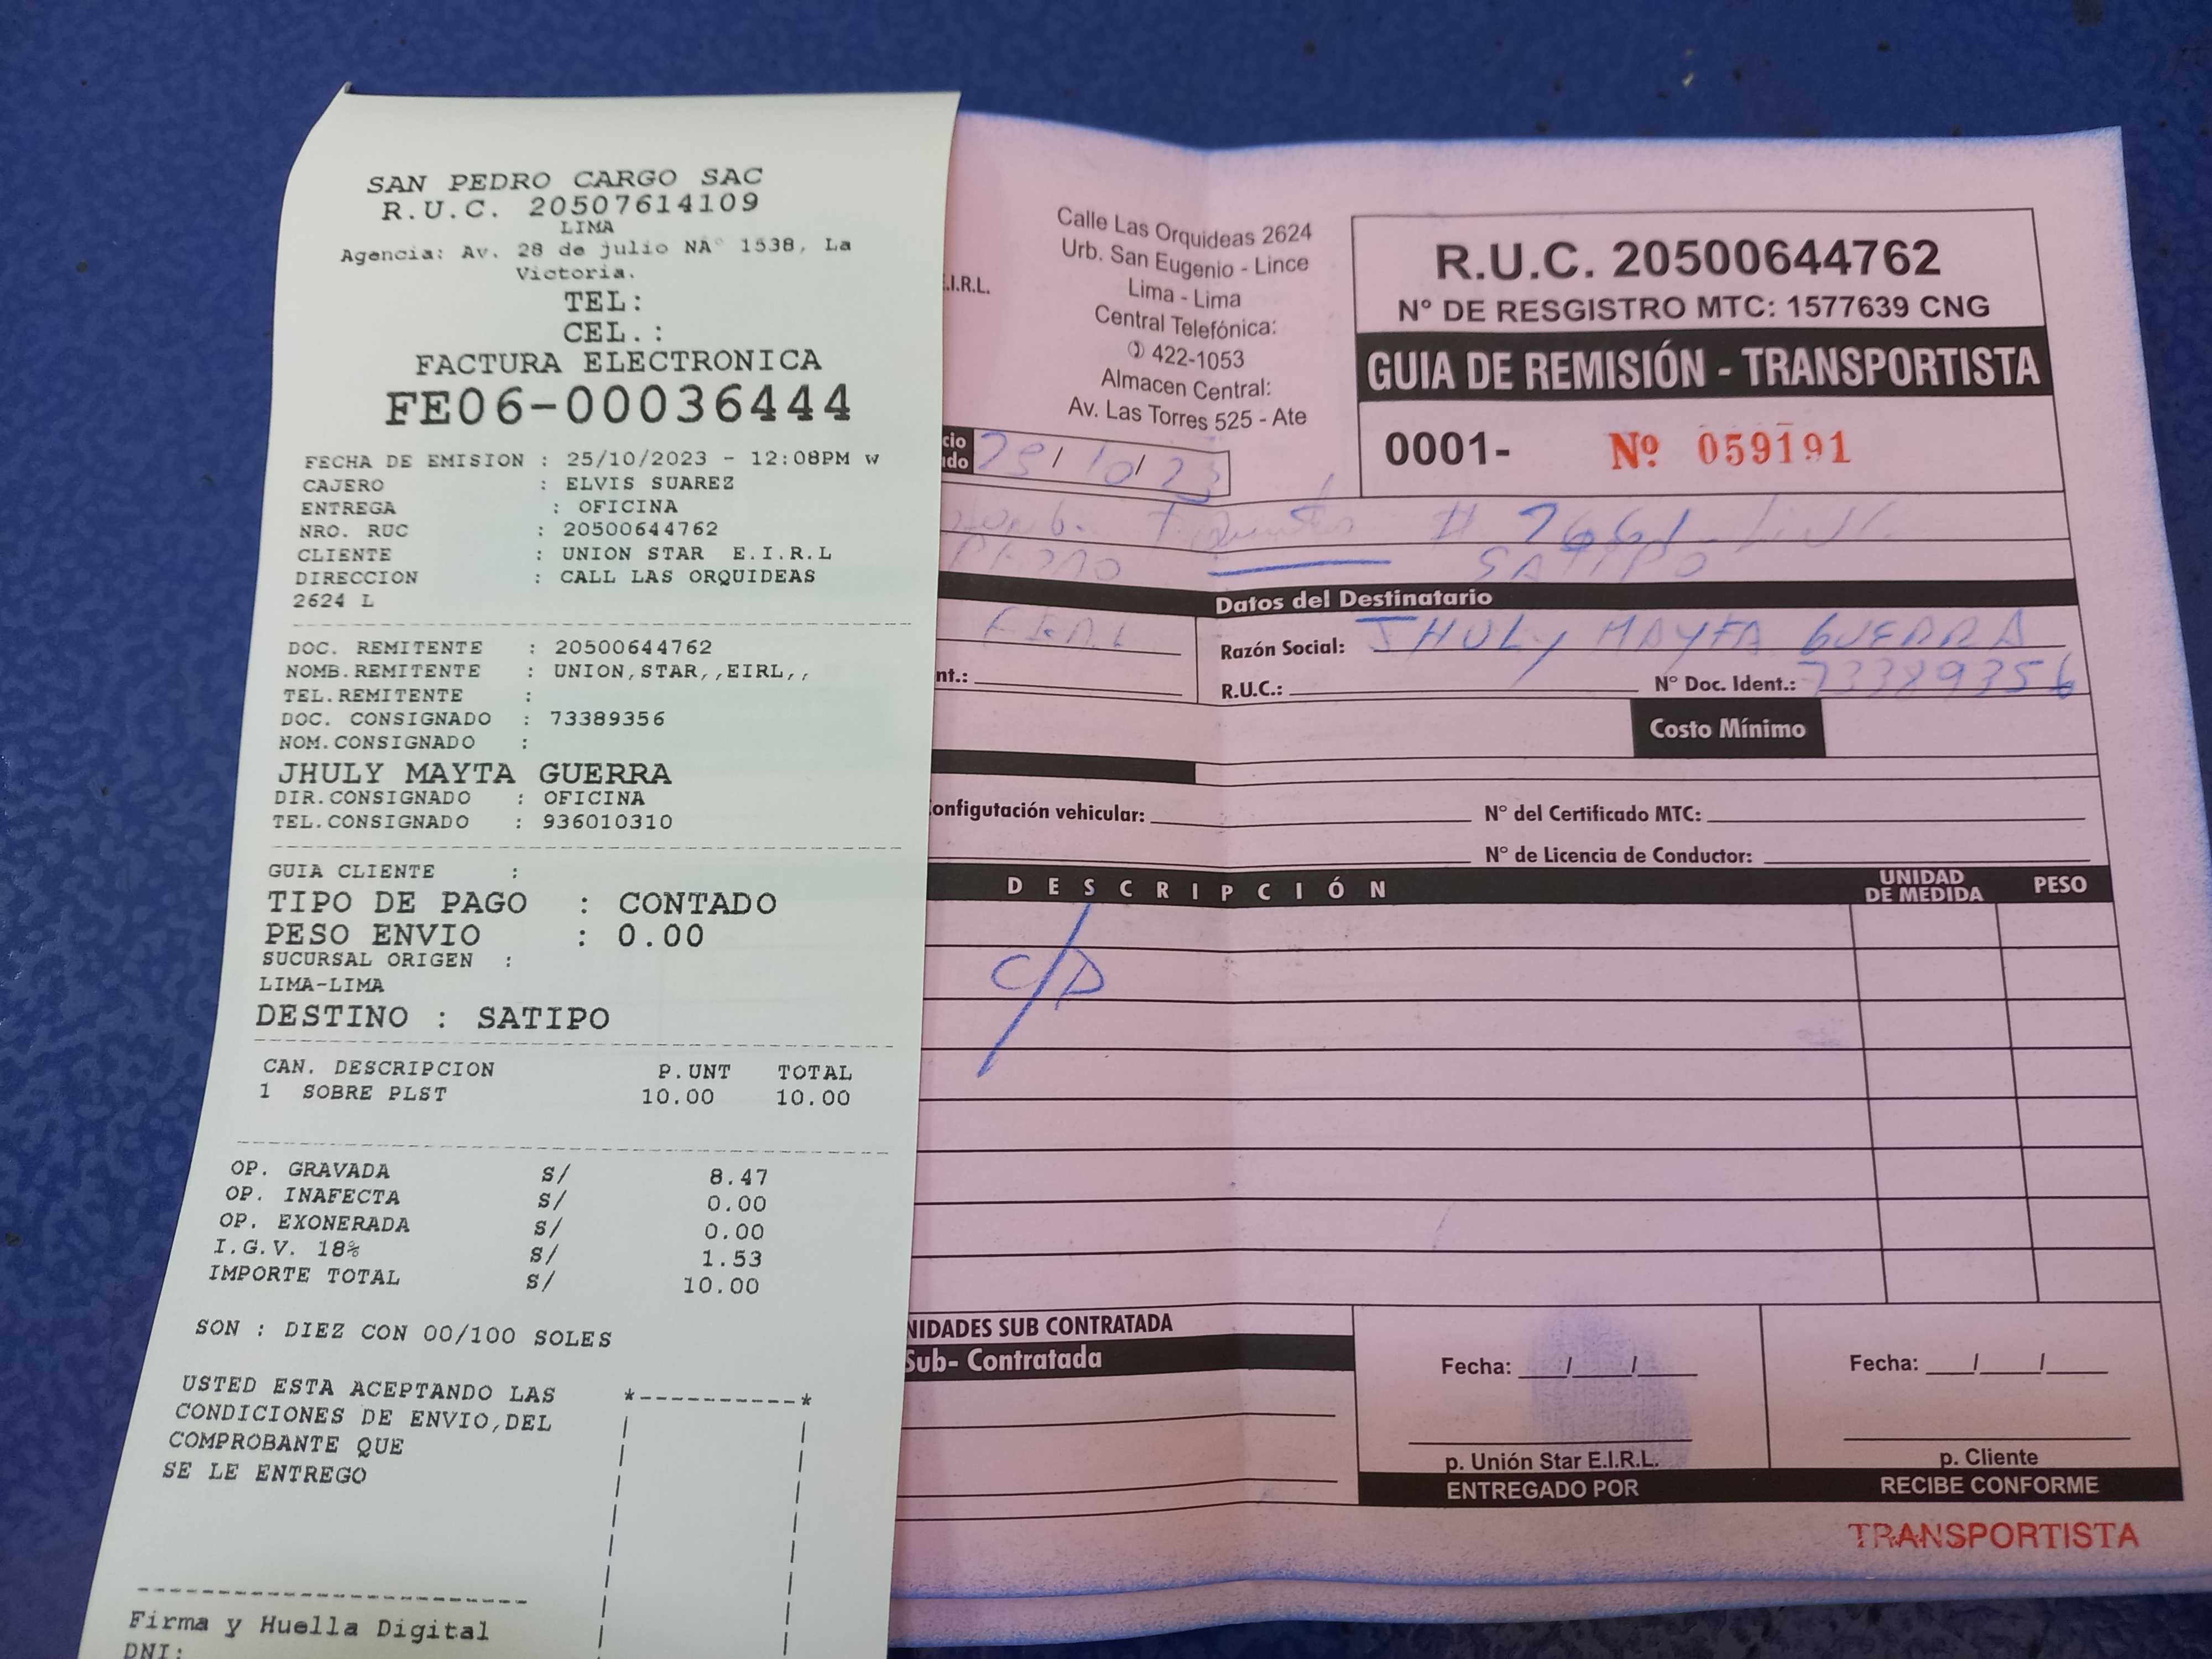 SAN PEDRO CARGO SAC
R.U.C. 20507614109
LIMA
Agencia: Av. 28 de julio NA° 1538, La
Victoria.
TEL:
CEL.:
FACTURA ELECTRONICA
FE06-00036444
FECHA DE EMISION : 25/10/2023 - 12:08PM w
CAJERO : ELVIS SUAREZ
ENTREGA : OFICINA
NRO. RUC : 20500644762
CLIENTE : UNION STAR E.I.R.L
DIRECCION : CALL LAS ORQUIDEAS
2624 L
DOC. REMITENTE : 20500644762
NOMB.REMITENTE : UNION,STAR,,EIRL,,
TEL.REMITENTE :
DOC. CONSIGNADO : 73389356
NOM.CONSIGNADO :
JHULY MAYTA GUERRA
DIR.CONSIGNADO : OFICINA
TEL.CONSIGNADO : 936010310
GUIA CLIENTE :
TIPO DE PAGO : CONTADO
PESO ENVIO : 0.00
SUCURSAL ORIGEN :
LIMA-LIMA
DESTINO : SATIPO
CAN. DESCRIPCION P.UNT TOTAL
1 SOBRE PLST 10.00 10.00
OP. GRAVADA S/ 8.47
OP. INAFECTA S/ 0.00
OP. EXONERADA S/ 0.00
I.G.V. 18% S/ 1.53
IMPORTE TOTAL S/ 10.00
SON : DIEZ CON 00/100 SOLES
USTED ESTA ACEPTANDO LAS
CONDICIONES DE ENVIO,DEL
COMPROBANTE QUE
SE LE ENTREGO
Firma y Huella Digital
DNI:
.I.R.L.
Calle Las Orquideas 2624
Urb. San Eugenio - Lince
Lima - Lima
Central Telefónica:
422-1053
Almacen Central:
Av. Las Torres 525 - Ate
R.U.C. 20500644762
N° DE RESGISTRO MTC: 1577639 CNG
GUIA DE REMISIÓN - TRANSPORTISTA
0001- Nº 059191
cio
do
25/10/23
# 7661
SATIPO
Datos del Destinatario
E.I.R.L
Razón Social: JHULY MAYTA GUERRA
nt.:
R.U.C.: N° Doc. Ident.: 73389356
Costo Mínimo
onfigutación vehicular: N° del Certificado MTC:
N° de Licencia de Conductor:
DESCRIPCIÓN UNIDAD DE MEDIDA PESO
C/D
NIDADES SUB CONTRATADA
Sub- Contratada
Fecha: / /
p. Unión Star E.I.R.L.
ENTREGADO POR
Fecha: / /
p. Cliente
RECIBE CONFORME
TRANSPORTISTA